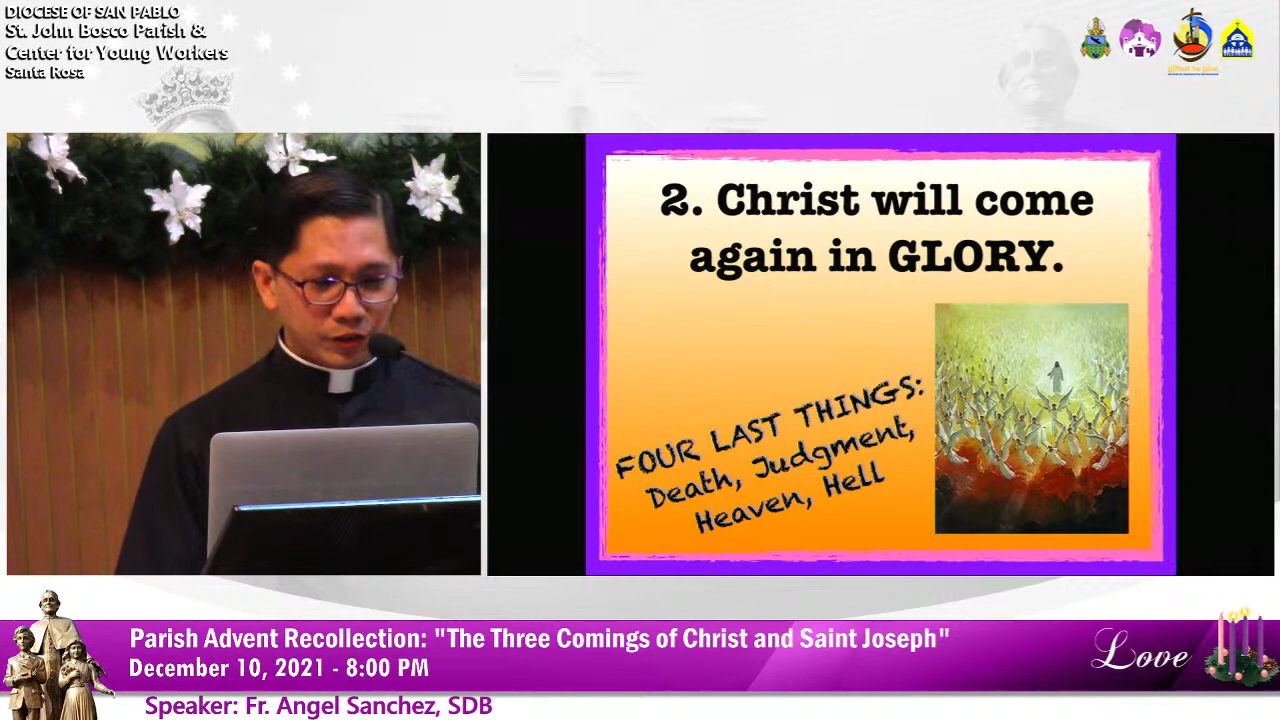 DIOCESE OF SAN PABLO
St. John Bosco Parish &
Center for Young Workers
Santa Rosa
2. Christ will come
again in GLORY.
FOUR LAST THINGS:
Death, Judgment,
Heaven, Hell
Parish Advent Recollection: "The Three Comings of Christ and Saint Joseph"
December 10, 2021 - 8:00 PM
Love
Speaker: Fr. Angel Sanchez, SDB